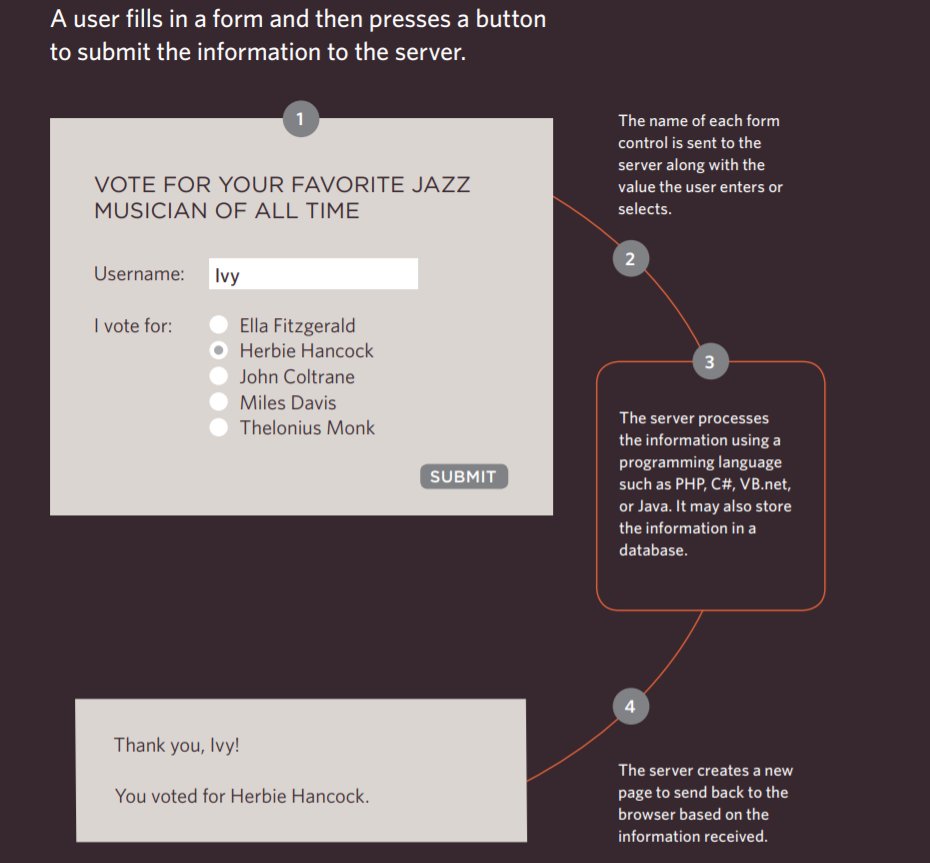 A user fills in a form and then presses a button
to submit the information to the server.
1
VOTE FOR YOUR FAVORITE JAZZ
MUSICIAN OF ALL TIME
Username: Ivy
I vote for: Ella Fitzgerald
Herbie Hancock
John Coltrane
Miles Davis
Thelonius Monk
SUBMIT
The name of each form
control is sent to the
server along with the
value the user enters or
selects.
2
3
The server processes
the information using a
programming language
such as PHP, C#, VB.net,
or Java. It may also store
the information in a
database.
4
The server creates a new
page to send back to the
browser based on the
information received.
Thank you, Ivy!
You voted for Herbie Hancock.